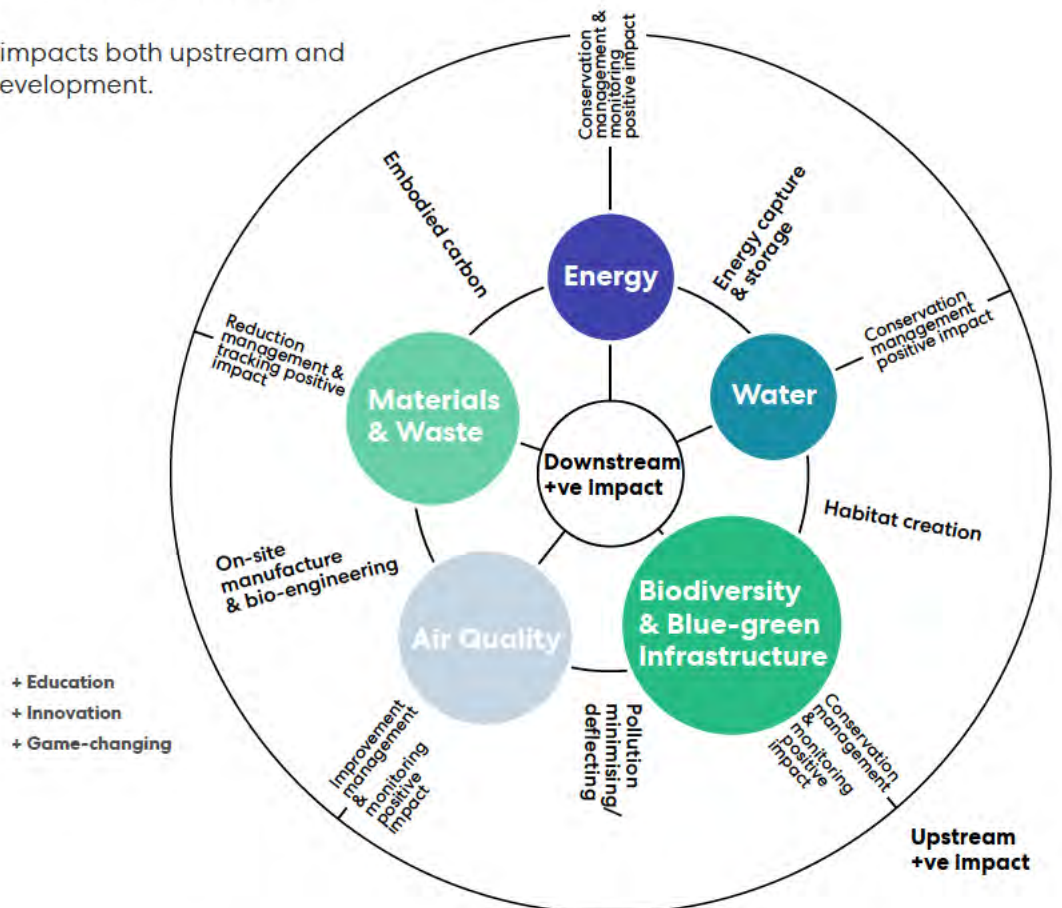 impacts both upstream and
evelopment.
Conservation
management &
monitoring
positive impact
Embodied carbon
Energy capture
& storage
Energy
Conservation
management
positive impact
Reduction
management &
tracking positive
impact
Materials
& Waste
Water
Downstream
+ve Impact
Habitat creation
On-site
manufacture
& bio-engineering
Biodiversity
& Blue-green
Infrastructure
Air Quality
+ Education
+ Innovation
+ Game-changing
Improvement
management
&
monitoring
positive
impact
Pollution
minimising/
deflecting
Conservation
management
& monitoring
positive
impact
Upstream
+ve Impact